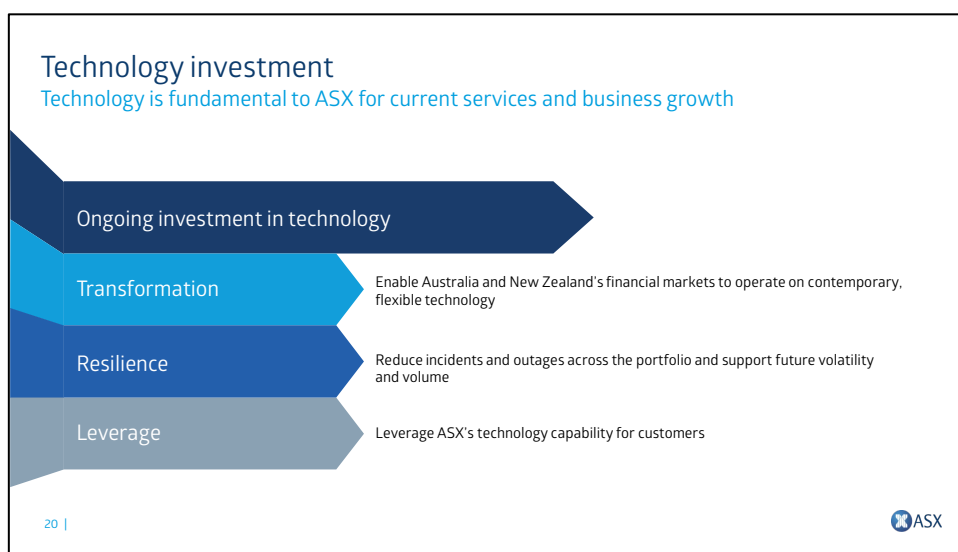 Technology investment
Technology is fundamental to ASX for current services and business growth
Ongoing investment in technology
Transformation
Enable Australia and New Zealand's financial markets to operate on contemporary,
flexible technology
Resilience
Reduce incidents and outages across the portfolio and support future volatility
and volume
Leverage
Leverage ASX's technology capability for customers
20 |
ASX